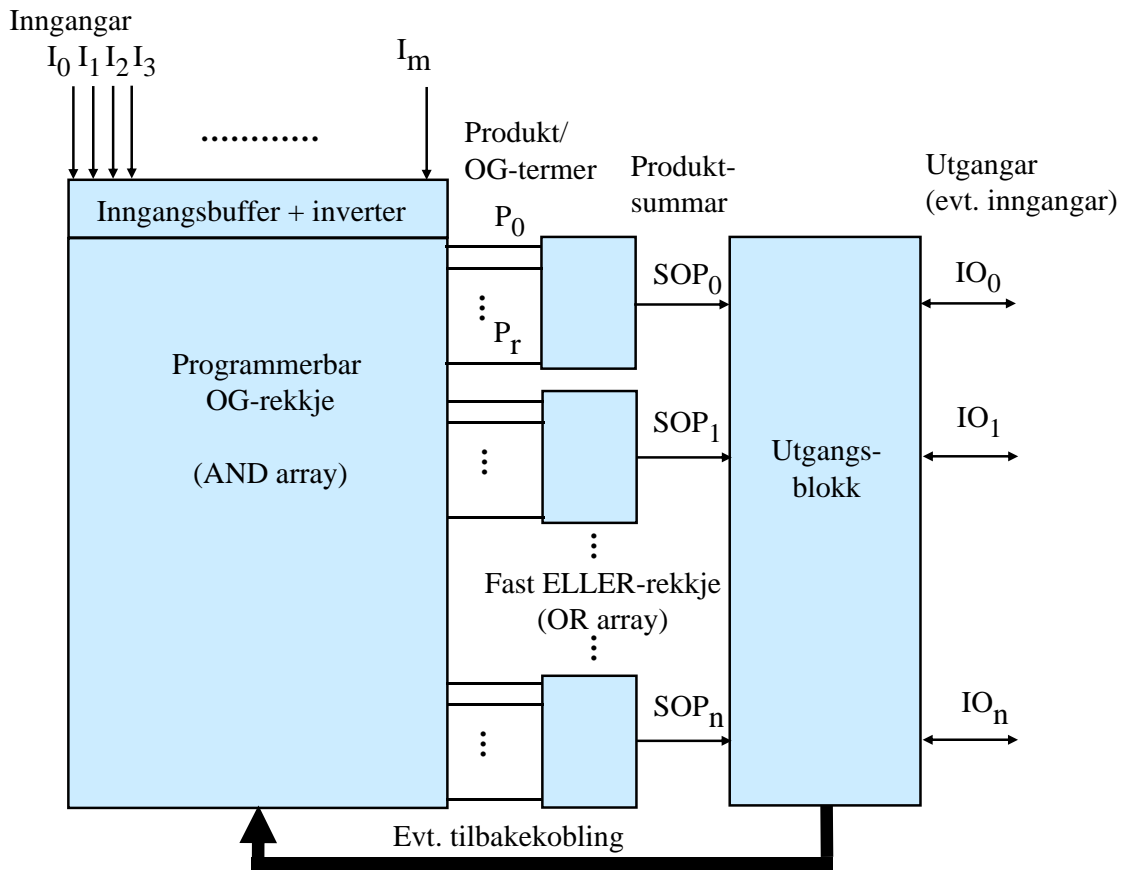 Inngangar
I0 I1 I2 I3
Im
............
Produkt/
OG-termer
Produkt-
summar
Utgangar
(evt. inngangar)
Inngangsbuffer + inverter
P0
...
Pr
SOP0
IO0
Programmerbar
OG-rekkje
(AND array)
...
SOP1
IO1
Utgangs-
blokk
...
Fast ELLER-rekkje
(OR array)
...
SOPn
IOn
...
Evt. tilbakekobling